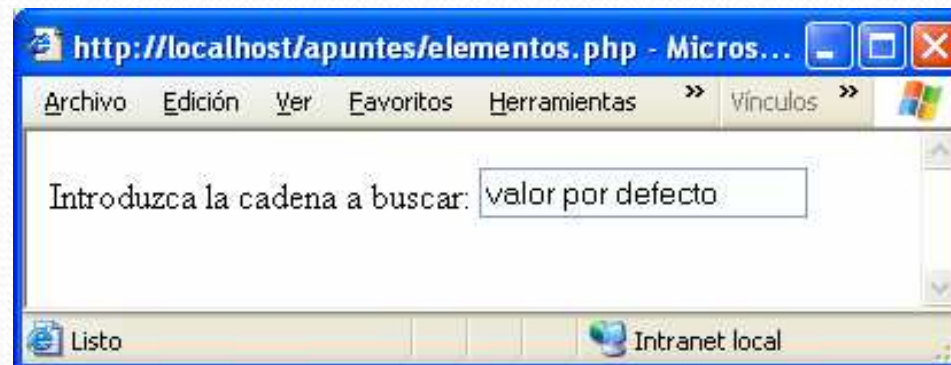 http://localhost/apuntes/elementos.php - Micros...
Archivo Edición Ver Favoritos Herramientas » Vínculos »
Introduzca la cadena a buscar: valor por defecto
Listo Intranet local